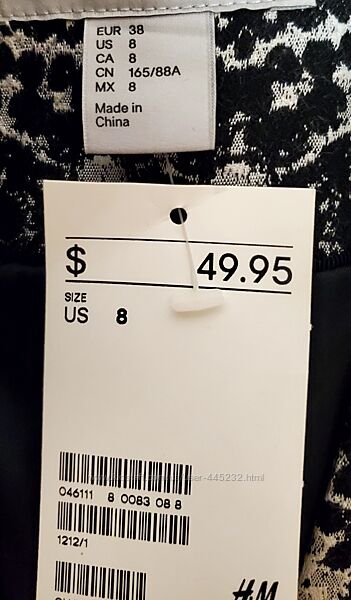 EUR 38
US 8
CA 8
CN 165/88A
MX 8
Made in
China
$ 49.95
SIZE
US 8
046111 8 0083 08 8
1212/1
H&M